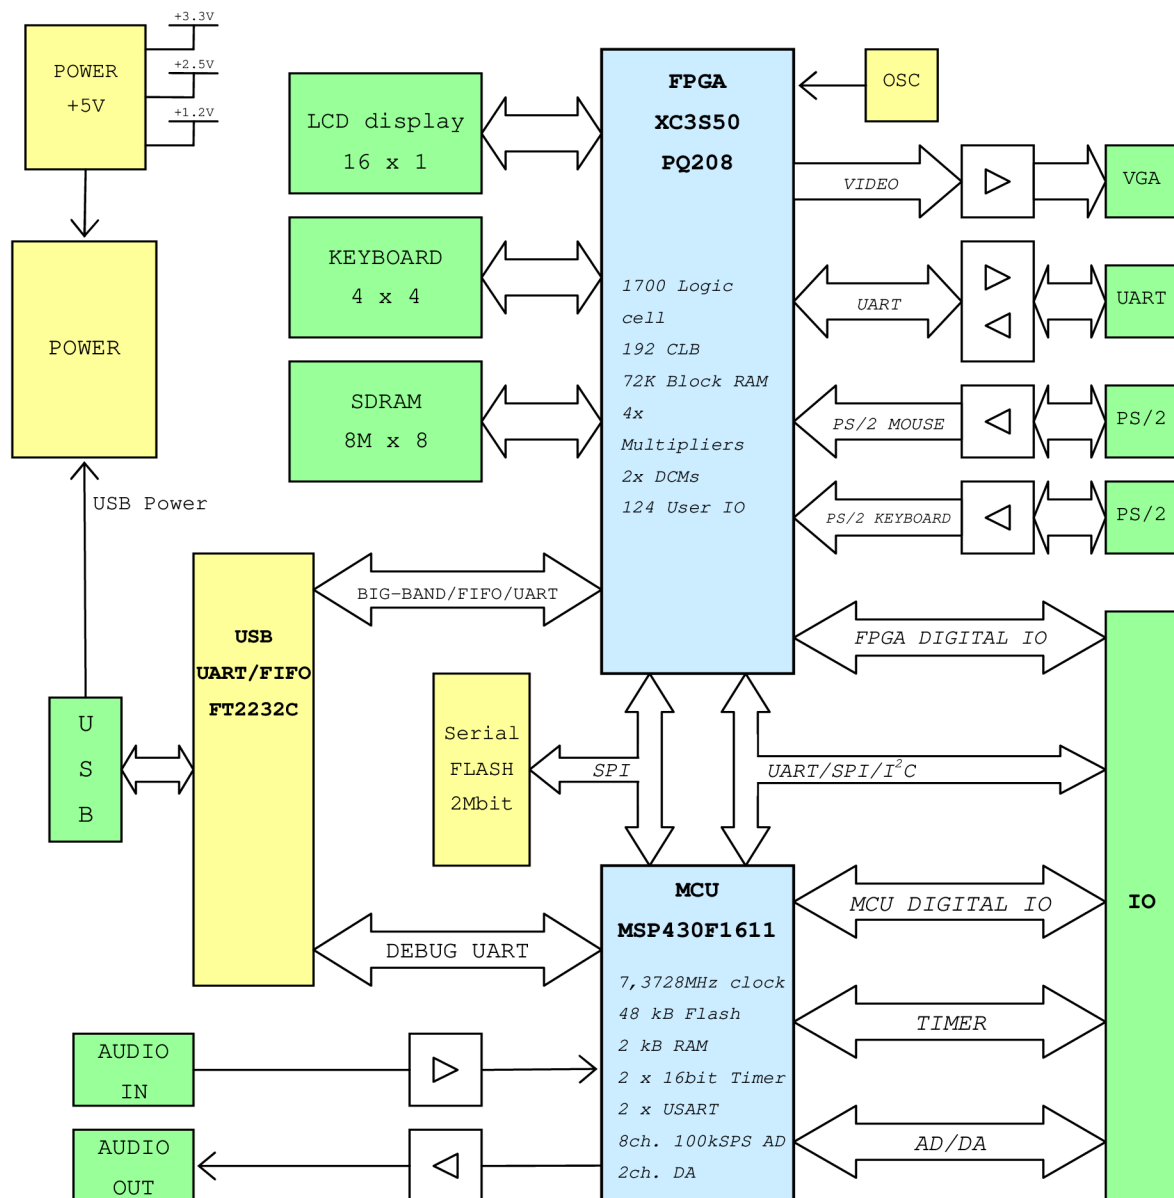 +3.3V
POWER
+5V
+2.5V
+1.2V
LCD display
16 x 1
FPGA
XC3S50
PQ208
OSC
VIDEO
VGA
KEYBOARD
4 x 4
POWER
1700 Logic
cell
192 CLB
72K Block RAM
4x
Multipliers
2x DCMs
124 User IO
UART
UART
SDRAM
8M x 8
PS/2 MOUSE
PS/2
PS/2 KEYBOARD
PS/2
USB Power
BIG-BAND/FIFO/UART
USB
UART/FIFO
FT2232C
FPGA DIGITAL IO
U
S
B
Serial
FLASH
2Mbit
SPI
UART/SPI/I²C
IO
MCU
MSP430F1611
MCU DIGITAL IO
DEBUG UART
7,3728MHz clock
48 kB Flash
2 kB RAM
2 x 16bit Timer
2 x USART
8ch. 100kSPS AD
2ch. DA
TIMER
AUDIO
IN
AD/DA
AUDIO
OUT